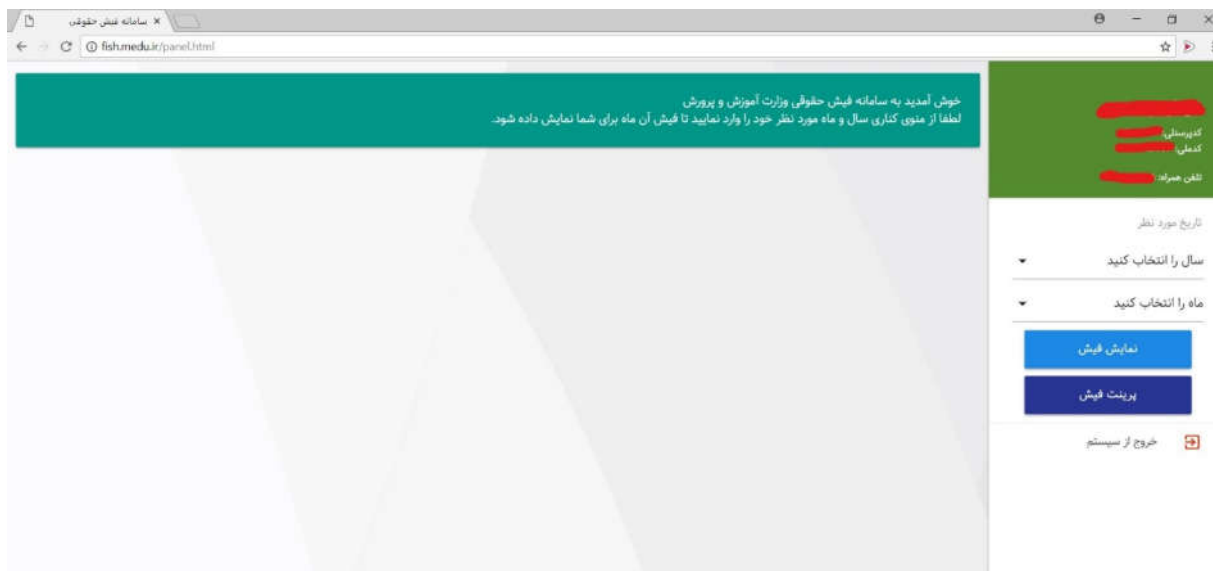 سامانه فیش حقوقی
fish.medu.ir/panel.html
خوش آمدید به سامانه فیش حقوقی وزارت آموزش و پرورش
لطفا از منوی کناری سال و ماه مورد نظر خود را وارد نمایید تا فیش آن ماه برای شما نمایش داده شود.
کدپرسنلی:
کدملی:
تلفن همراه:
تاریخ مورد نظر
سال را انتخاب کنید
ماه را انتخاب کنید
نمایش فیش
پرینت فیش
خروج از سیستم